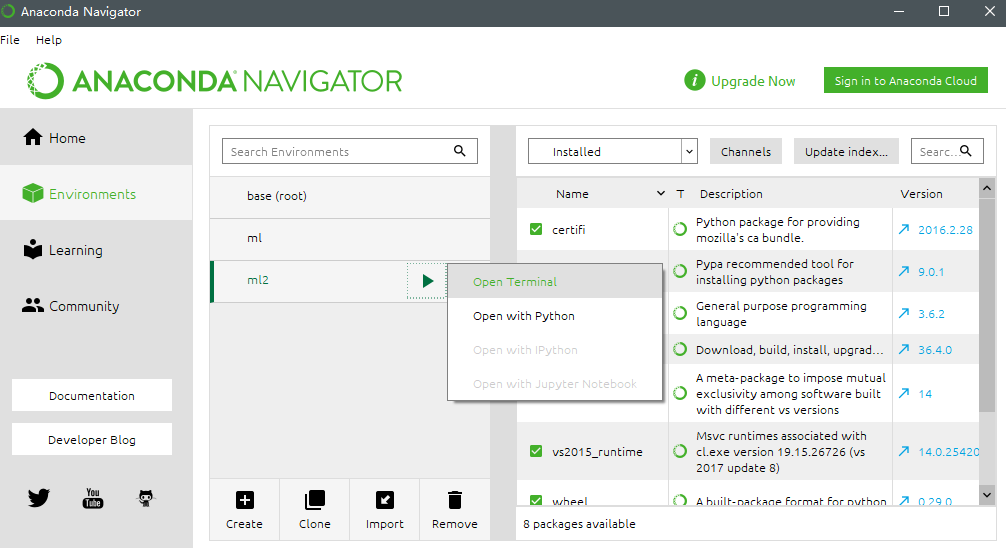 Anaconda Navigator
File Help
ANACONDA NAVIGATOR
Upgrade Now
Sign in to Anaconda Cloud
Home
Environments
Learning
Community
Documentation
Developer Blog
You
Tube
Search Environments
base (root)
ml
ml2
Open Terminal
Open with Python
Open with IPython
Open with Jupyter Notebook
Create
Clone
Import
Remove
Installed
Channels
Update index...
Searc...
Name T Description Version
certifi Python package for providing 2016.2.28
mozilla's ca bundle.
Pypa recommended tool for 9.0.1
installing python packages
General purpose programming 3.6.2
language
Download, build, install, upgrad... 36.4.0
A meta-package to impose mutual
exclusivity among software built 14
with different vs versions
Msvc runtimes associated with
vs2015_runtime cl.exe version 19.15.26726 (vs 14.0.25420
2017 update 8)
wheel A built-package format for python 0.29.0
8 packages available